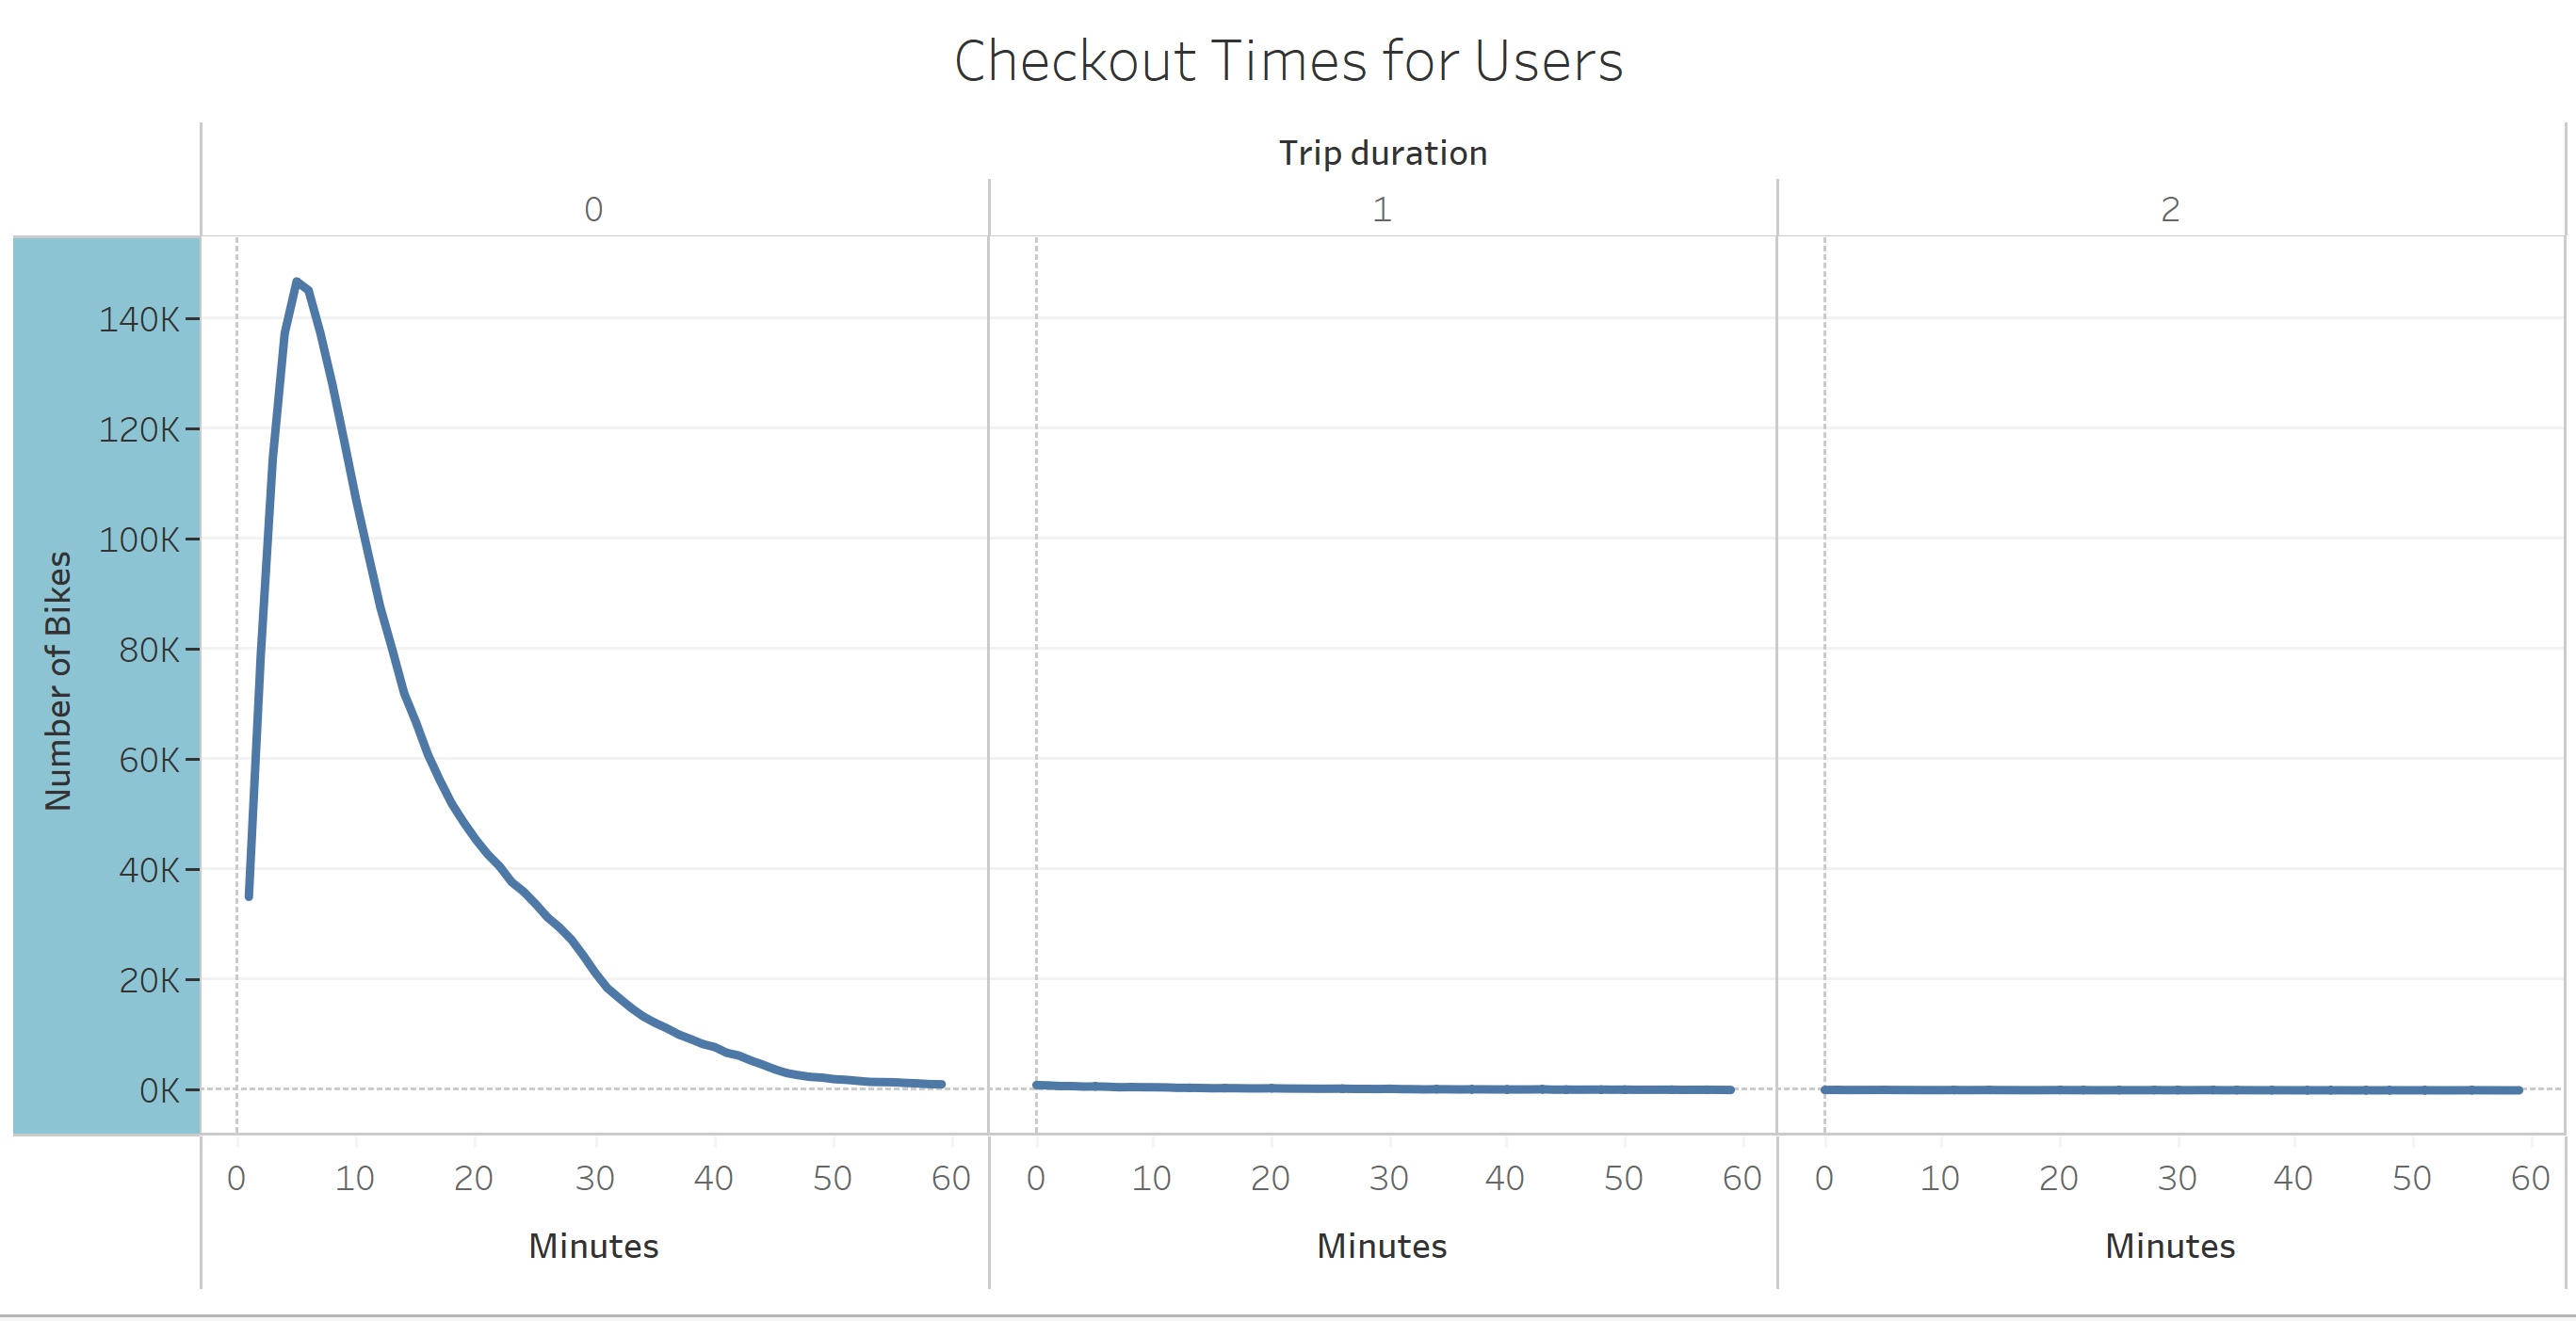 Checkout Times for Users
Trip duration
0 1 2
Number of Bikes
140K
120K
100K
80K
60K
40K
20K
0K
0 10 20 30 40 50 60 0 10 20 30 40 50 60 0 10 20 30 40 50 60
Minutes Minutes Minutes